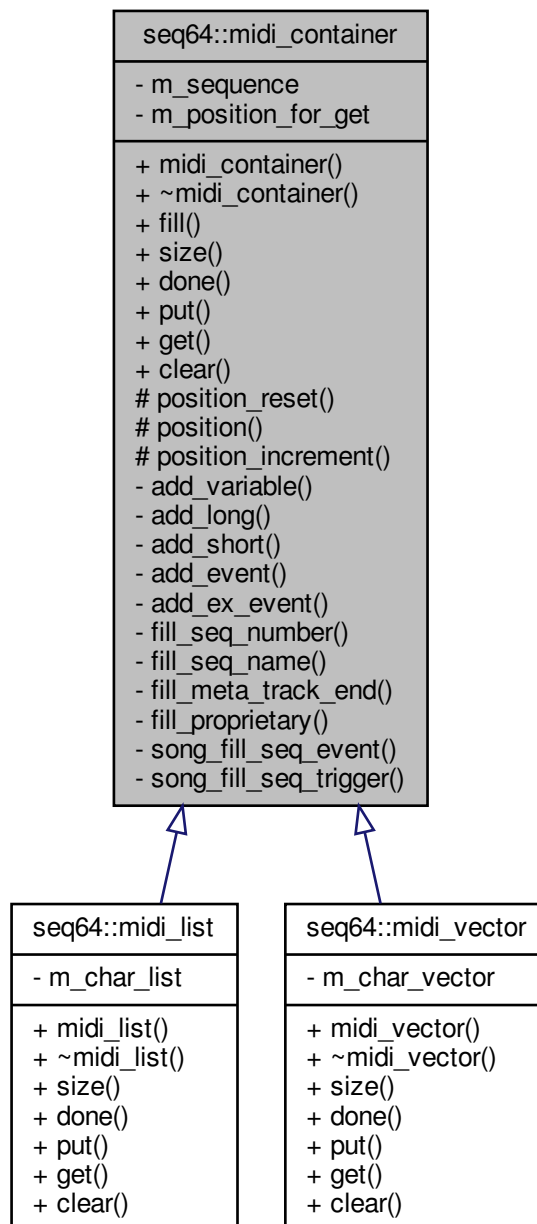 seq64::midi_container
- m_sequence
- m_position_for_get
+ midi_container()
+ ~midi_container()
+ fill()
+ size()
+ done()
+ put()
+ get()
+ clear()
# position_reset()
# position()
# position_increment()
- add_variable()
- add_long()
- add_short()
- add_event()
- add_ex_event()
- fill_seq_number()
- fill_seq_name()
- fill_meta_track_end()
- fill_proprietary()
- song_fill_seq_event()
- song_fill_seq_trigger()
seq64::midi_list
- m_char_list
+ midi_list()
+ ~midi_list()
+ size()
+ done()
+ put()
+ get()
+ clear()
seq64::midi_vector
- m_char_vector
+ midi_vector()
+ ~midi_vector()
+ size()
+ done()
+ put()
+ get()
+ clear()